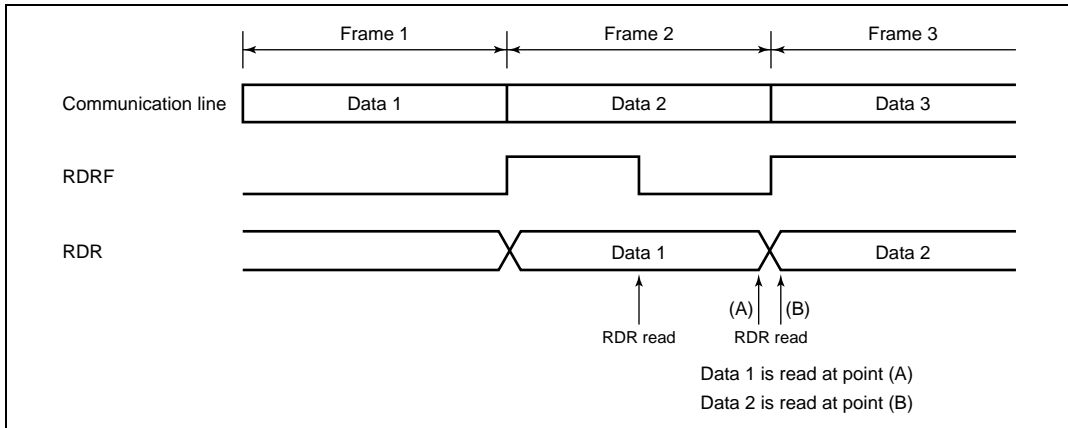 Frame 1 Frame 2 Frame 3
Communication line Data 1 Data 2 Data 3
RDRF
RDR Data 1 Data 2
(A) (B)
RDR read RDR read
Data 1 is read at point (A)
Data 2 is read at point (B)